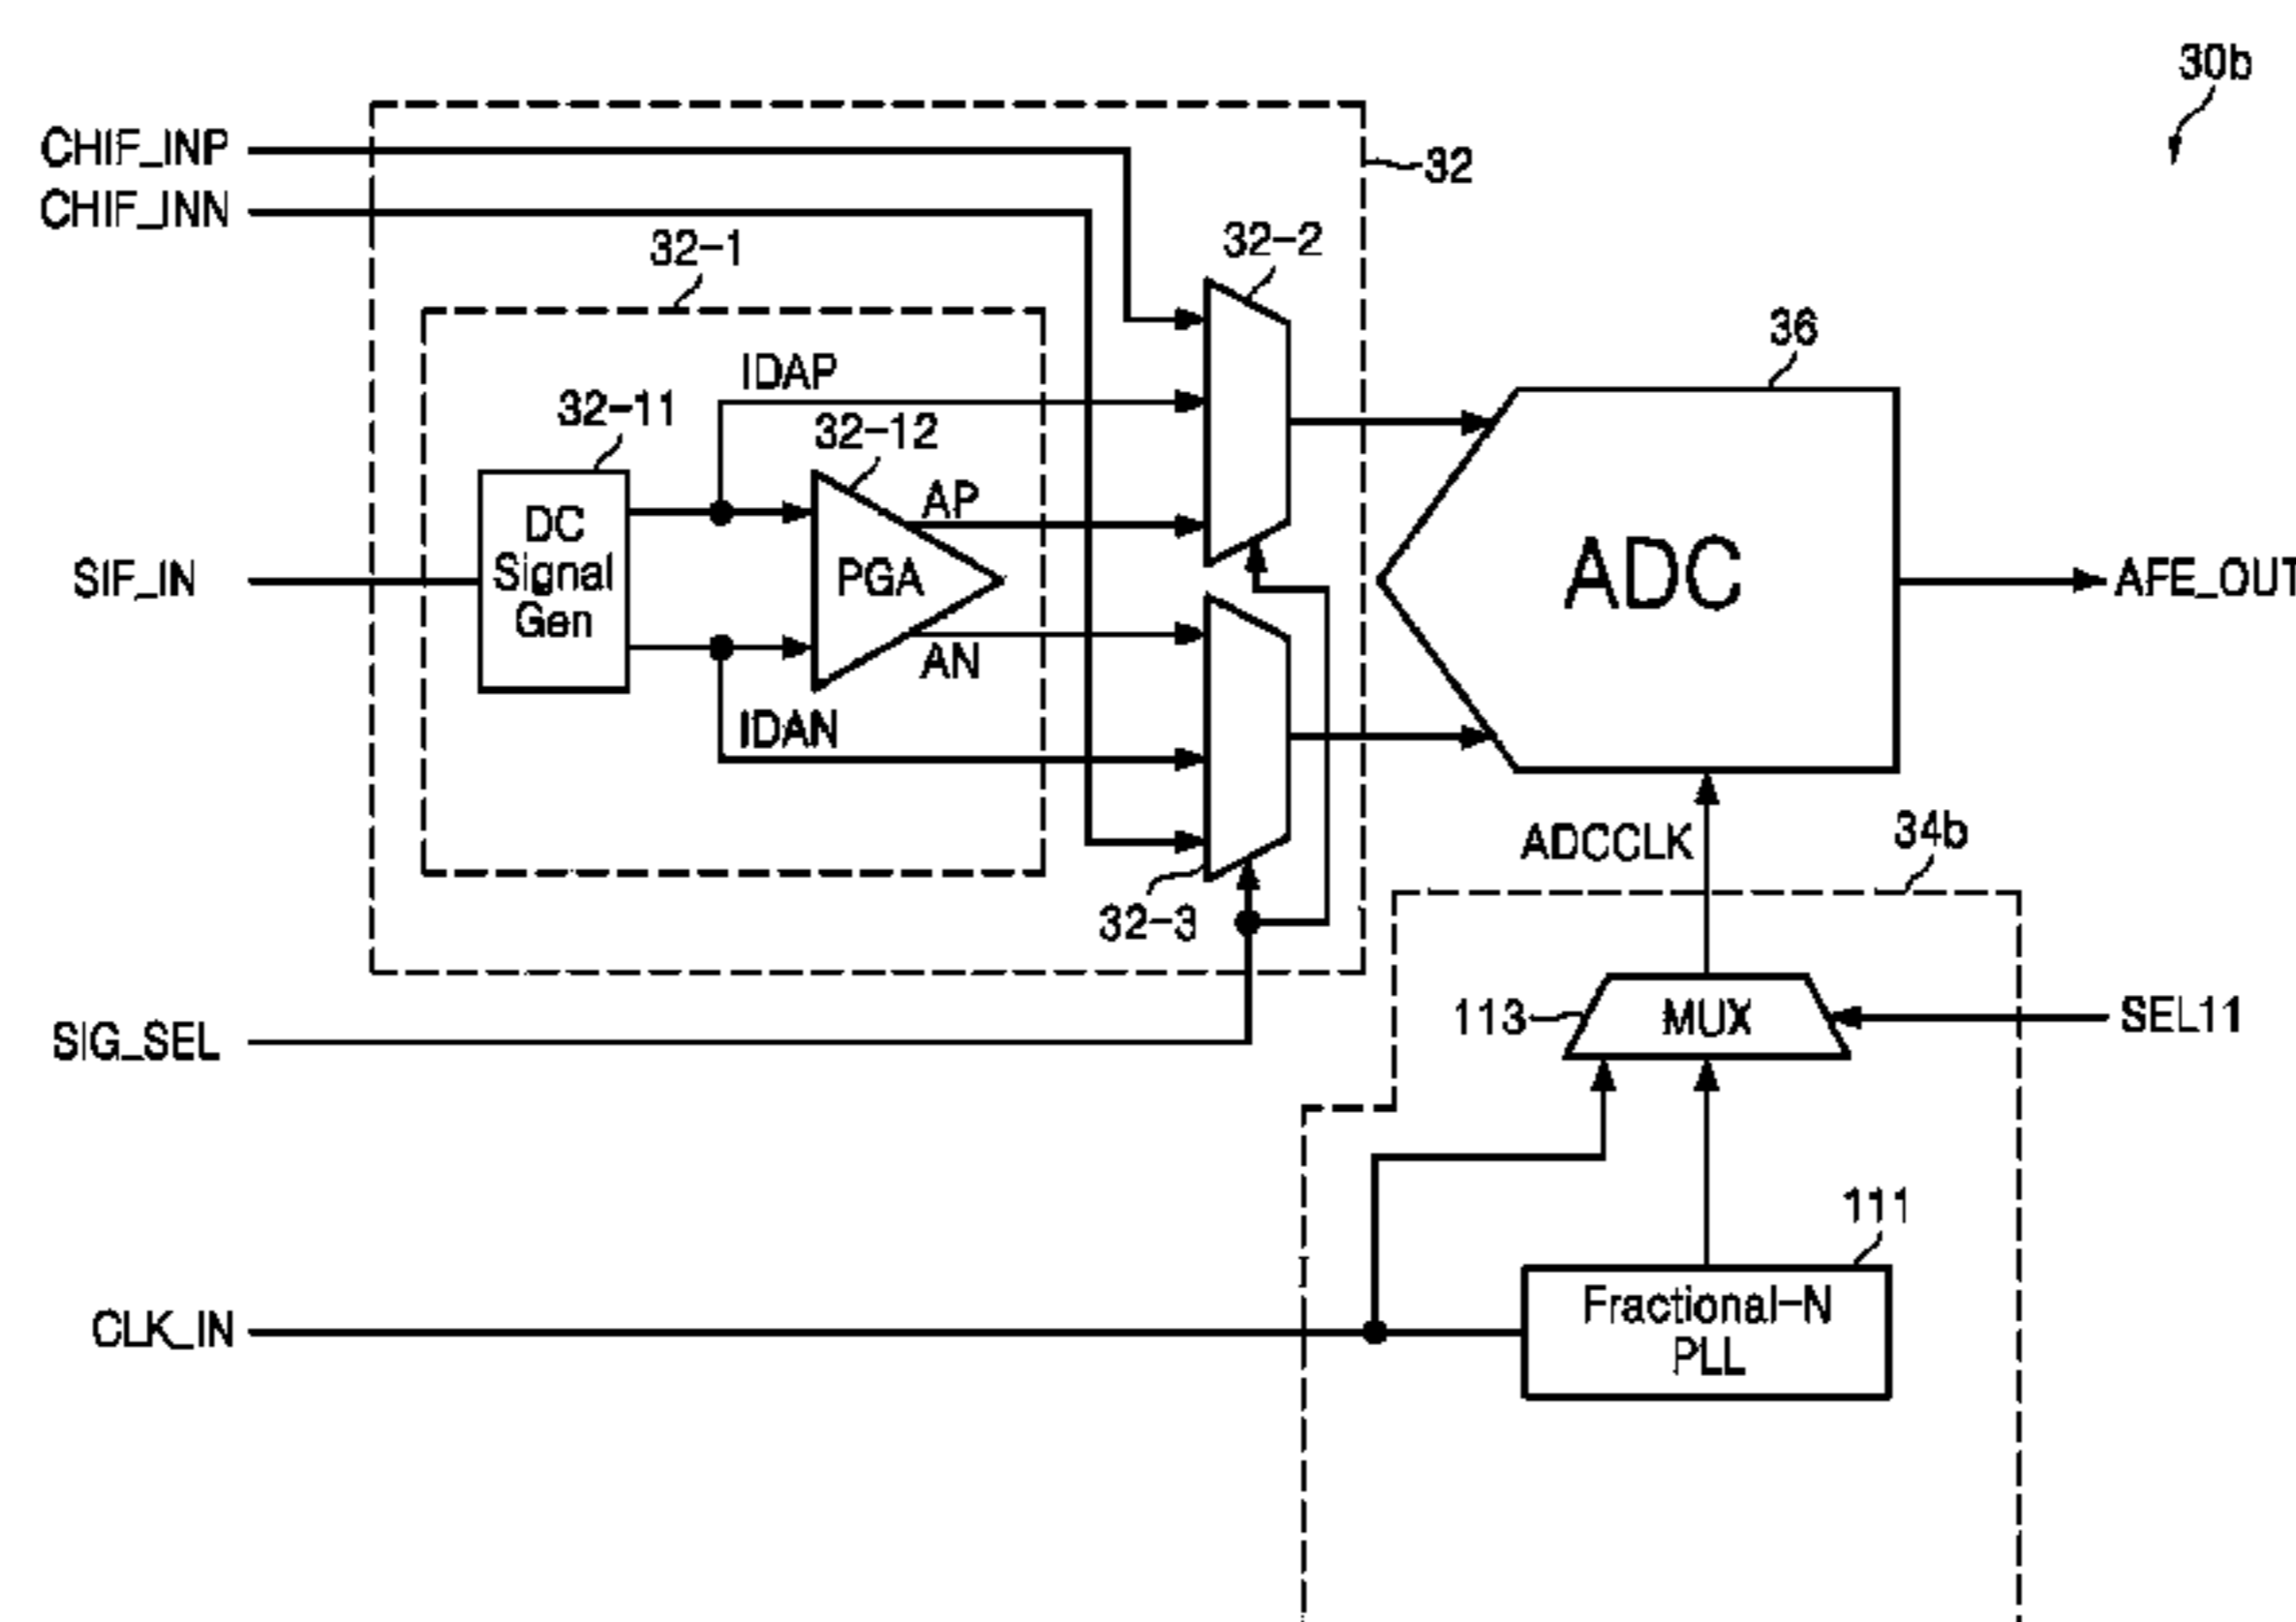 30b
CHIF_INP
CHIF_INN
32
32-1
32-2
36
IDAP
32-11
32-12
DC
Signal
Gen
AP
PGA
AN
IDAN
SIF_IN
ADC
AFE_OUT
ADCCLK
34b
32-3
113
MUX
SEL11
SIG_SEL
111
Fractional-N
PLL
CLK_IN